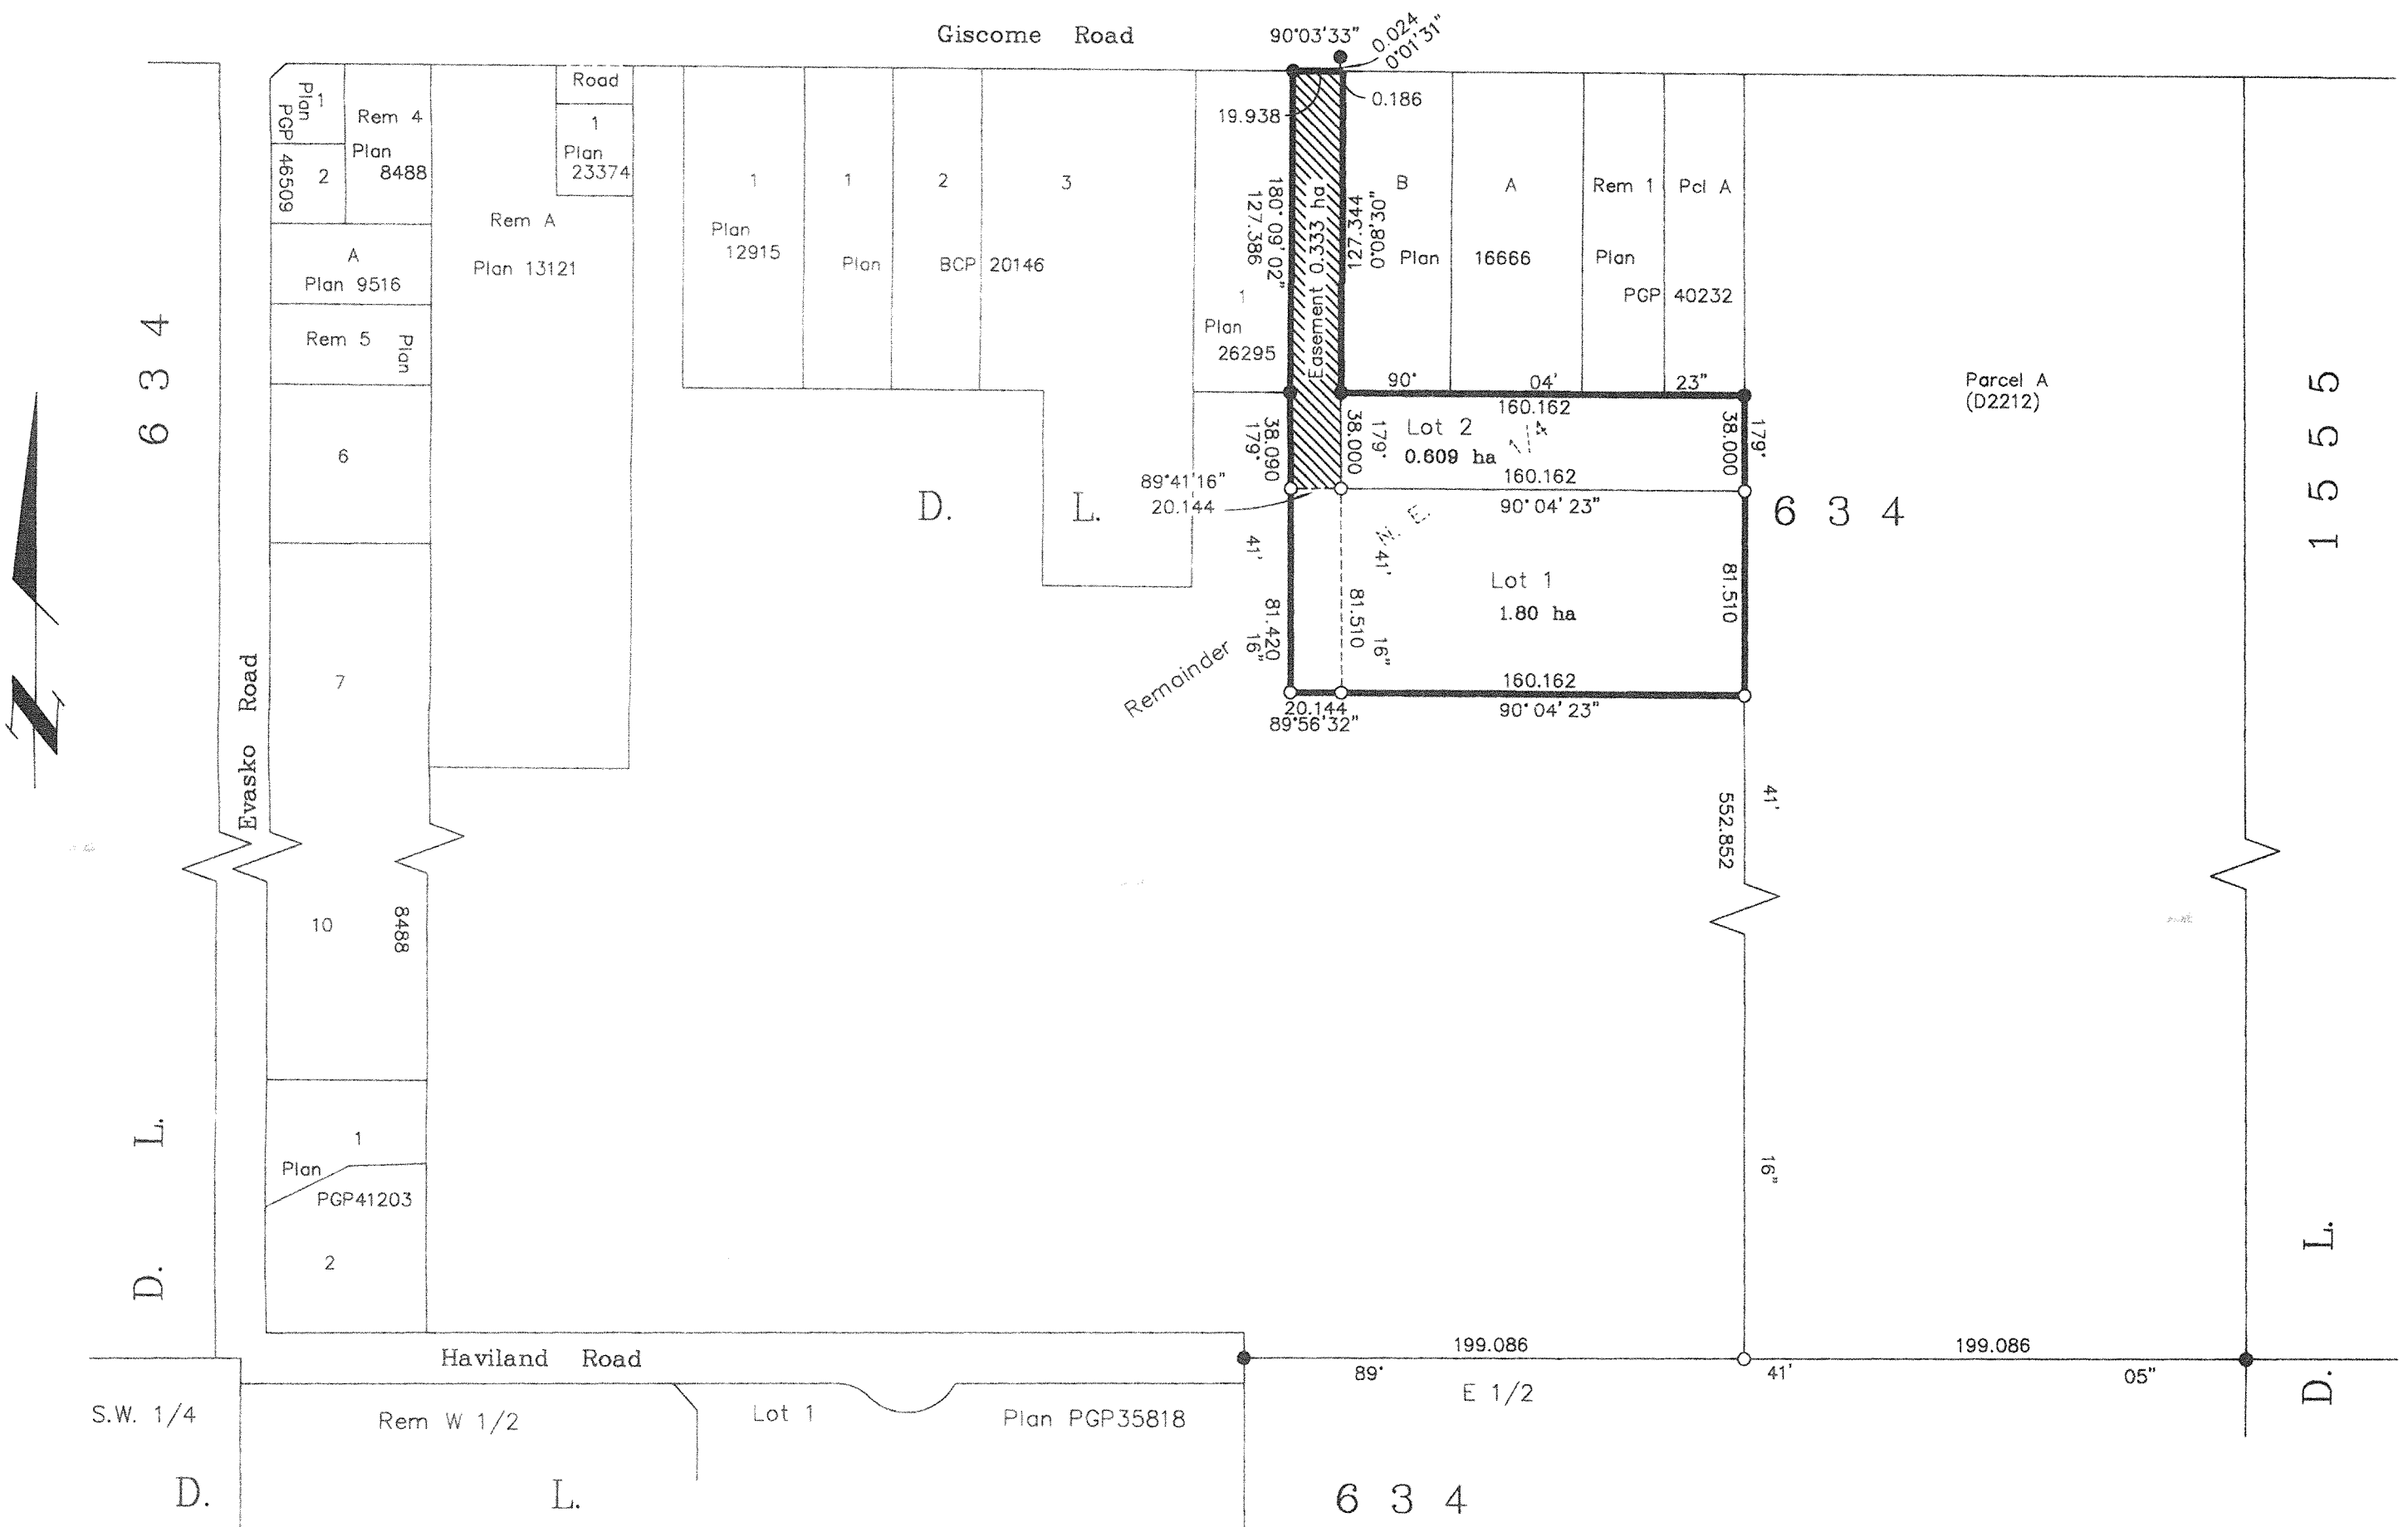 Giscome Road
90°03'33"
0.024
0°01'31"
0.186
19.938
Plan 1
PGP 46509
2
Rem 4
Plan
8488
A
Plan 9516
Rem 5
Plan
6
7
10
8488
1
Plan
PGP41203
2
Road
1
Plan
23374
Rem A
Plan 13121
1
Plan
12915
1
2
3
Plan BCP 20146
1
Plan
26295
180° 09' 02"
127.386
Easement 0.333 ha
127.344
0°08'30"
B
A
Plan 16666
Rem 1
Pcl A
Plan
PGP 40232
90° 04' 23"
160.162
38.090
179°
38.000
179°
Lot 2
0.609 ha
N. E. 1/4
38.000
179°
160.162
90° 04' 23"
89°41'16"
20.144
41'
81.420
16"
41'
81.510
16"
Lot 1
1.80 ha
81.510
160.162
90° 04' 23"
20.144
89°56'32"
Remainder
D. L. 634
Parcel A
(D2212)
41'
552.852
16"
D. L. 1555
D. L. 634
Evasko Road
N
Haviland Road
199.086
199.086
89° 41' 05"
E 1/2
S.W. 1/4
Rem W 1/2
Lot 1
Plan PGP35818
D. L. 634